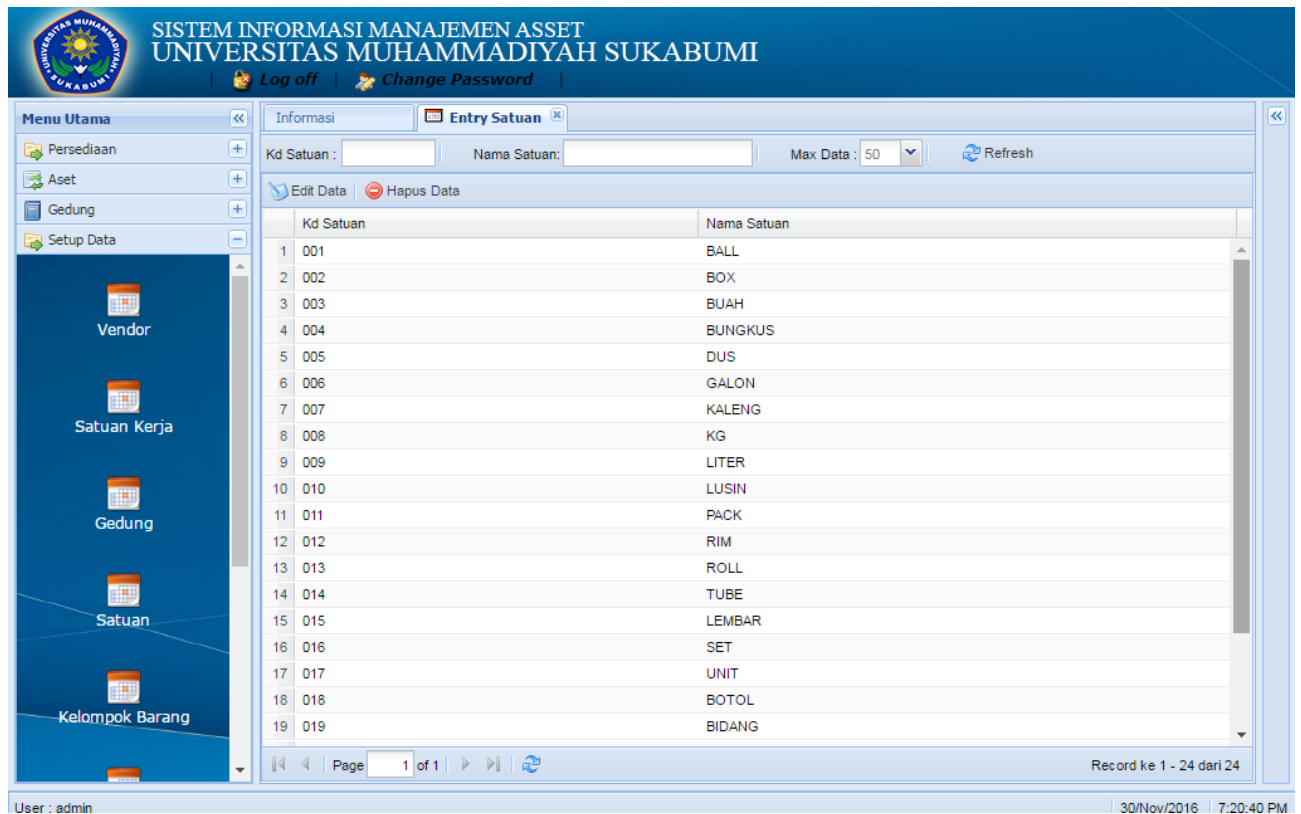 SISTEM INFORMASI MANAJEMEN ASSET
UNIVERSITAS MUHAMMADIYAH SUKABUMI
| Log off | Change Password |
UNIVERSITAS MUHAMMADIYAH
SUKABUMI
Menu Utama
Persediaan
Aset
Gedung
Setup Data
Vendor
Satuan Kerja
Gedung
Satuan
Kelompok Barang
Informasi Entry Satuan
Kd Satuan : Nama Satuan: Max Data : 50 Refresh
Edit Data Hapus Data
Kd Satuan Nama Satuan
1 001 BALL
2 002 BOX
3 003 BUAH
4 004 BUNGKUS
5 005 DUS
6 006 GALON
7 007 KALENG
8 008 KG
9 009 LITER
10 010 LUSIN
11 011 PACK
12 012 RIM
13 013 ROLL
14 014 TUBE
15 015 LEMBAR
16 016 SET
17 017 UNIT
18 018 BOTOL
19 019 BIDANG
Page 1 of 1 Record ke 1 - 24 dari 24
User : admin 30/Nov/2016 7:20:40 PM